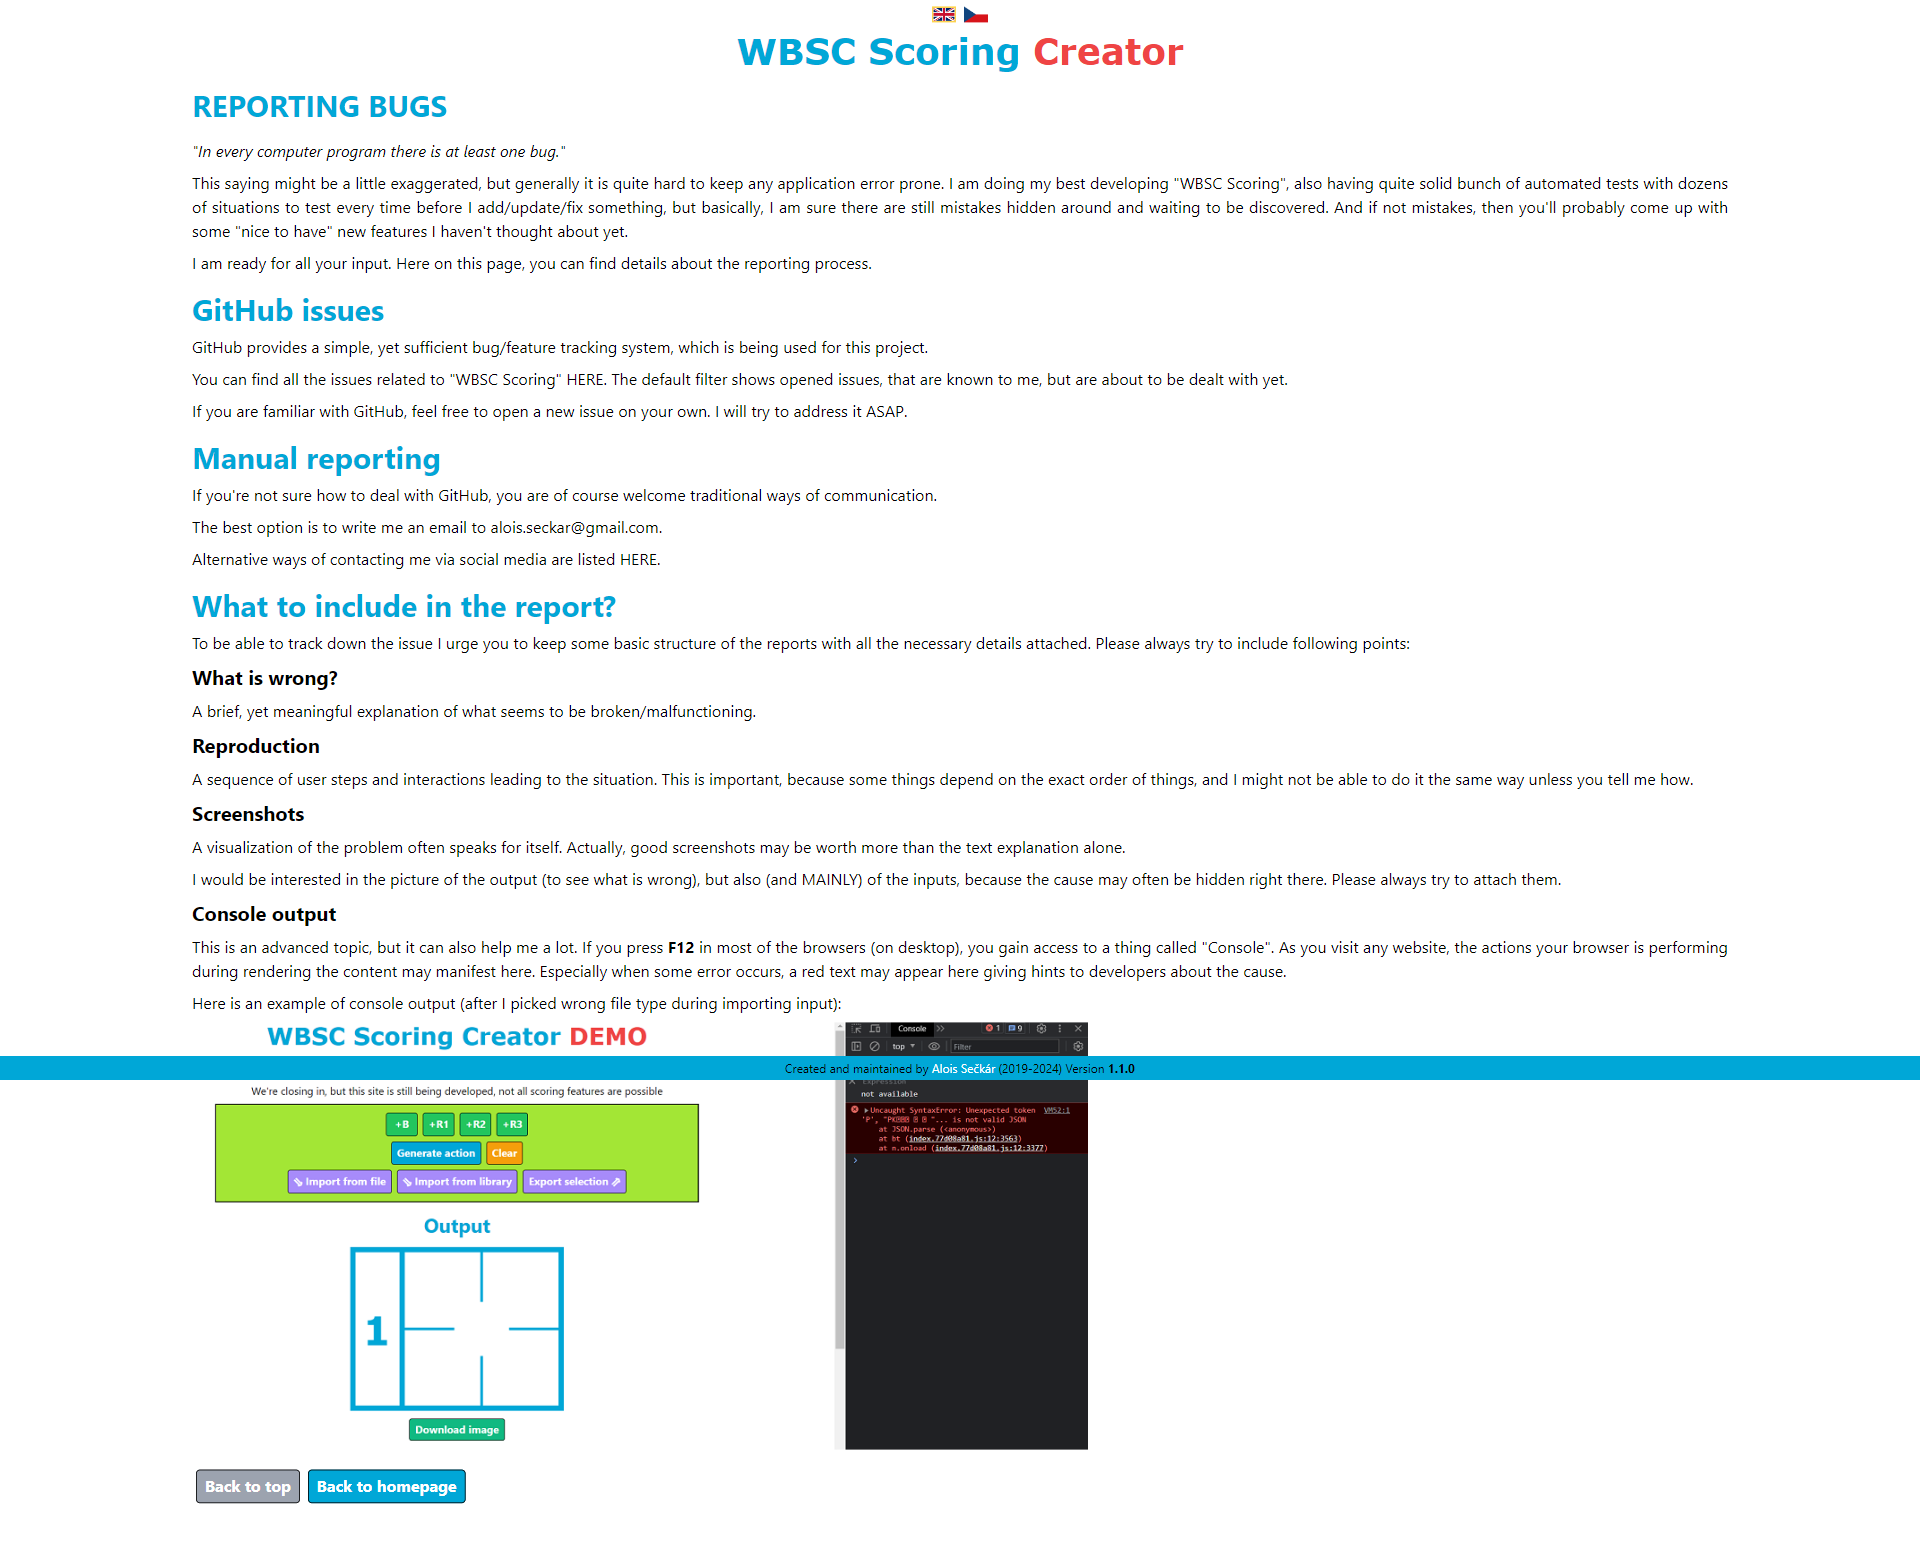 WBSC Scoring Creator
REPORTING BUGS
"In every computer program there is at least one bug."
This saying might be a little exaggerated, but generally it is quite hard to keep any application error prone. I am doing my best developing "WBSC Scoring", also having quite solid bunch of automated tests with dozens
of situations to test every time before I add/update/fix something, but basically, I am sure there are still mistakes hidden around and waiting to be discovered. And if not mistakes, then you'll probably come up with
some "nice to have" new features I haven't thought about yet.
I am ready for all your input. Here on this page, you can find details about the reporting process.
GitHub issues
GitHub provides a simple, yet sufficient bug/feature tracking system, which is being used for this project.
You can find all the issues related to "WBSC Scoring" HERE. The default filter shows opened issues, that are known to me, but are about to be dealt with yet.
If you are familiar with GitHub, feel free to open a new issue on your own. I will try to address it ASAP.
Manual reporting
If you're not sure how to deal with GitHub, you are of course welcome traditional ways of communication.
The best option is to write me an email to alois.seckar@gmail.com.
Alternative ways of contacting me via social media are listed HERE.
What to include in the report?
To be able to track down the issue I urge you to keep some basic structure of the reports with all the necessary details attached. Please always try to include following points:
What is wrong?
A brief, yet meaningful explanation of what seems to be broken/malfunctioning.
Reproduction
A sequence of user steps and interactions leading to the situation. This is important, because some things depend on the exact order of things, and I might not be able to do it the same way unless you tell me how.
Screenshots
A visualization of the problem often speaks for itself. Actually, good screenshots may be worth more than the text explanation alone.
I would be interested in the picture of the output (to see what is wrong), but also (and MAINLY) of the inputs, because the cause may often be hidden right there. Please always try to attach them.
Console output
This is an advanced topic, but it can also help me a lot. If you press F12 in most of the browsers (on desktop), you gain access to a thing called "Console". As you visit any website, the actions your browser is performing
during rendering the content may manifest here. Especially when some error occurs, a red text may appear here giving hints to developers about the cause.
Here is an example of console output (after I picked wrong file type during importing input):
WBSC Scoring Creator DEMO
Console
1
9
top
Filter
Created and maintained by Alois Sečkár (2019-2024) Version 1.1.0
Expression
not available
We're closing in, but this site is still being developed, not all scoring features are possible
+B +R1 +R2 +R3
Generate action Clear
Import from file Import from library Export selection
Uncaught SyntaxError: Unexpected token VM52:1
'P', "PK "... is not valid JSON
at JSON.parse (<anonymous>)
at bt (index.77d08a81.js:12:3563)
at n.onload (index.77d08a81.js:12:3377)
Output
1
Download image
Back to top Back to homepage